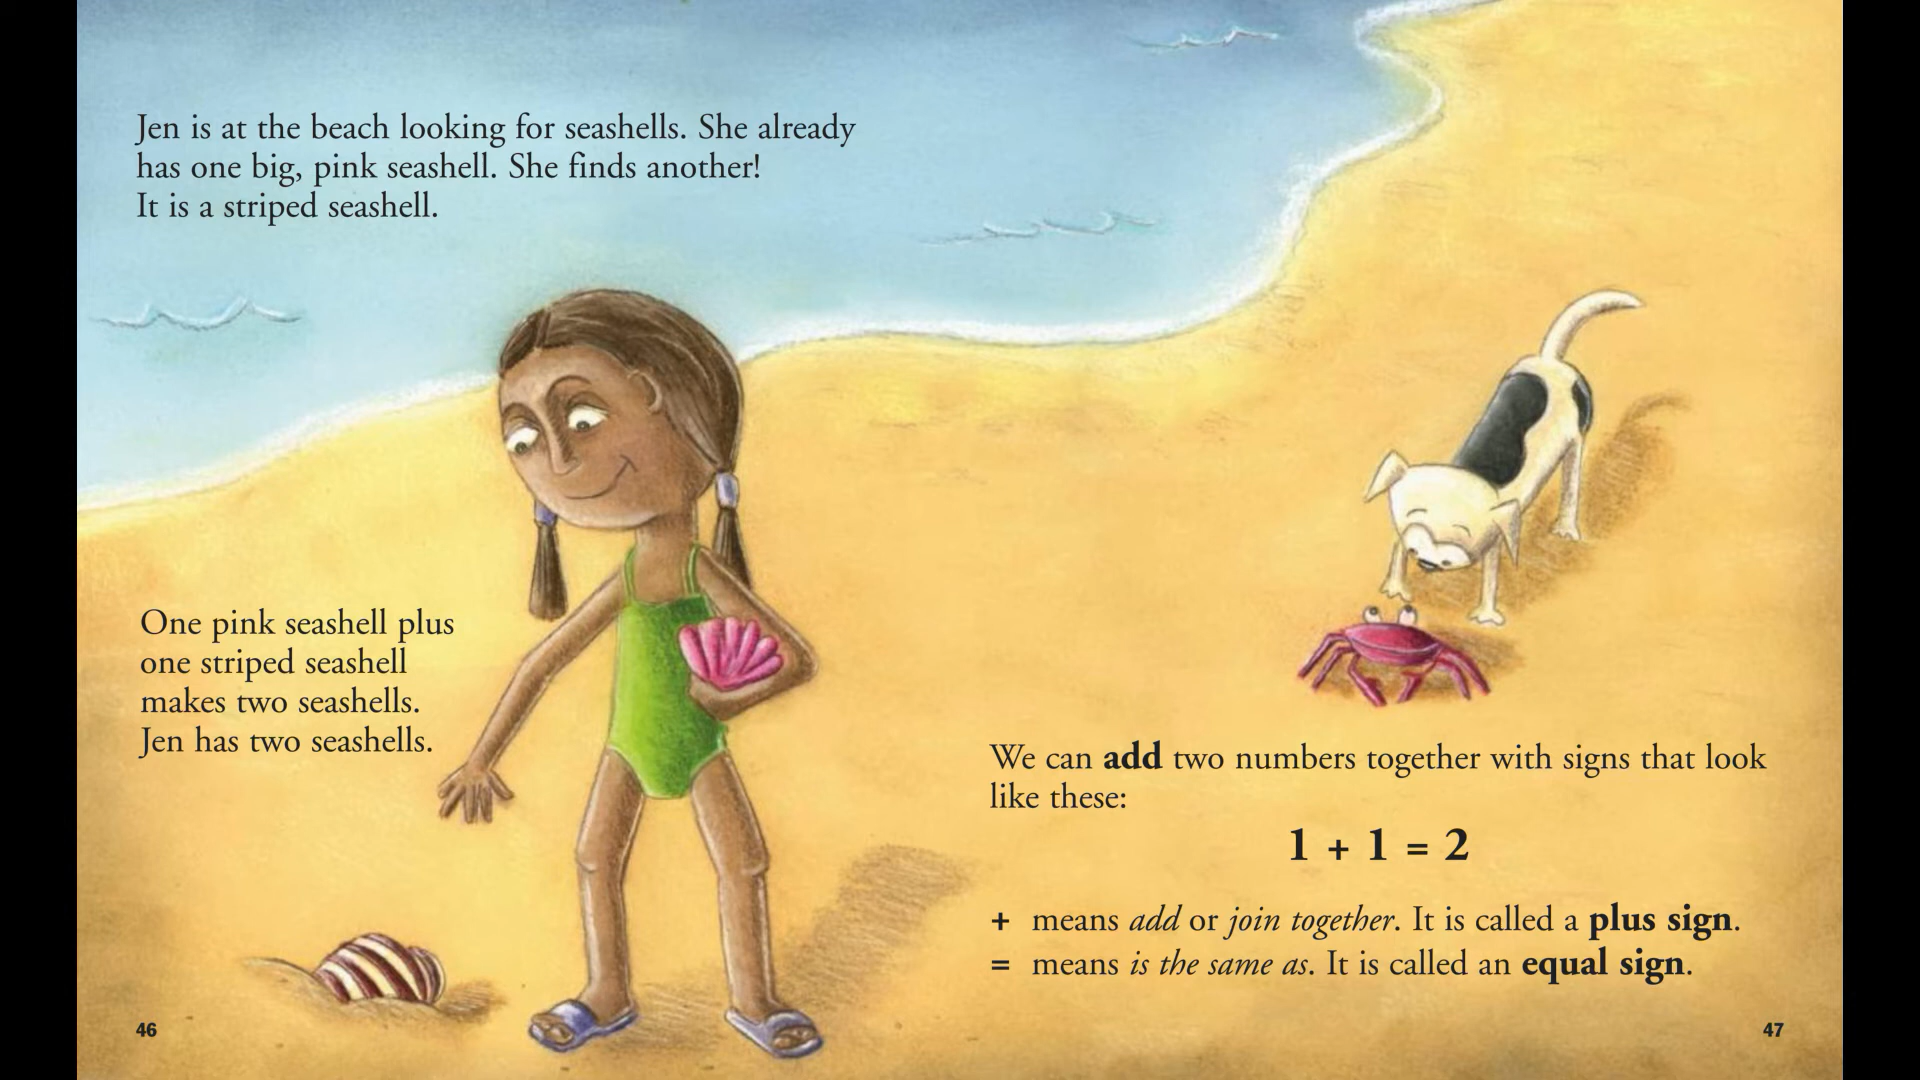 Jen is at the beach looking for seashells. She already
has one big, pink seashell. She finds another!
It is a striped seashell.
One pink seashell plus
one striped seashell
makes two seashells.
Jen has two seashells.
46
We can add two numbers together with signs that look
like these:
1 + 1 = 2
+ means add or join together. It is called a plus sign.
= means is the same as. It is called an equal sign.
47